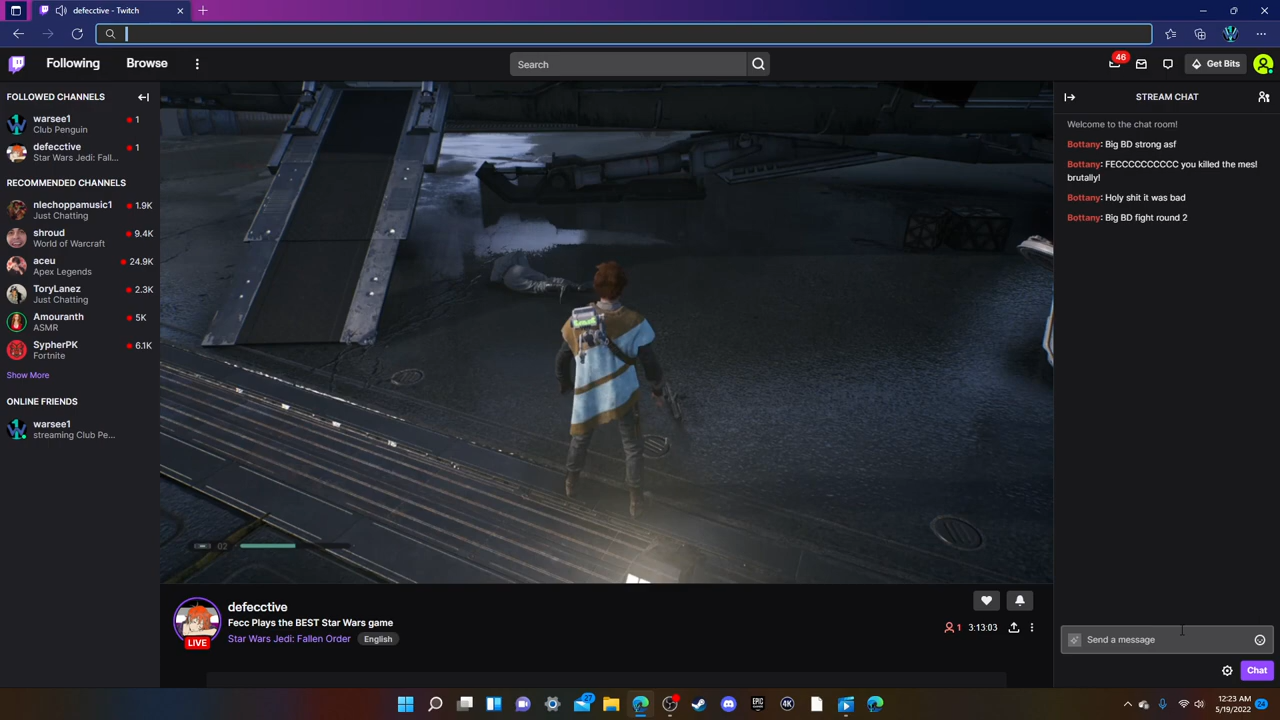 defecctive - Twitch
Following
Browse
Search
46
Get Bits
FOLLOWED CHANNELS
warsee1
1
Club Penguin
defecctive
1
Star Wars Jedi: Fall...
RECOMMENDED CHANNELS
nlechoppamusic1
1.9K
Just Chatting
shroud
9.4K
World of Warcraft
aceu
24.9K
Apex Legends
ToryLanez
2.3K
Just Chatting
Amouranth
5K
ASMR
SypherPK
6.1K
Fortnite
Show More
ONLINE FRIENDS
warsee1
streaming Club Pe...
02
LIVE
defecctive
Fecc Plays the BEST Star Wars game
Star Wars Jedi: Fallen Order
English
1
3:13:03
STREAM CHAT
Welcome to the chat room!
Bottany: Big BD strong asf
Bottany: FECCCCCCCCCC you killed the mesl
brutally!
Bottany: Holy shit it was bad
Bottany: Big BD fight round 2
Send a message
Chat
27
EPIC
4K
12:23 AM
5/19/2022
24